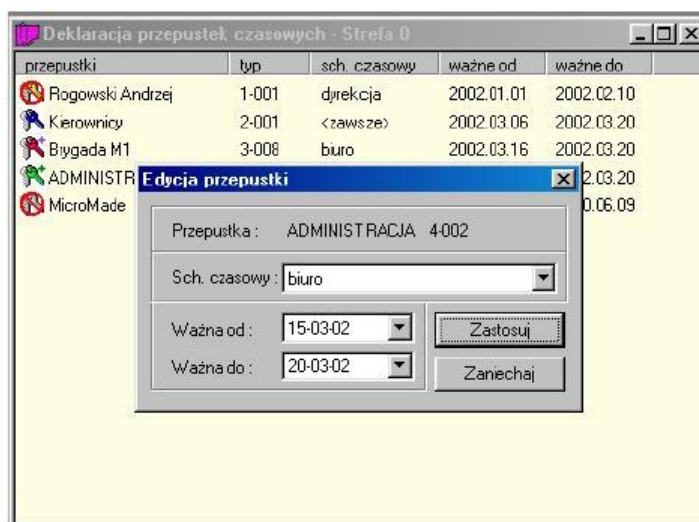 Deklaracja przepustek czasowych - Strefa 0
przepustki typ sch. czasowy ważne od ważne do
Rogowski Andrzej 1-001 dyrekcja 2002.01.01 2002.02.10
Kierownicy 2-001 <zawsze> 2002.03.06 2002.03.20
Brygada M1 3-008 biuro 2002.03.16 2002.03.20
ADMINISTR 2.03.20
MicroMade 0.06.09
Edycja przepustki
Przepustka : ADMINISTRACJA 4-002
Sch. czasowy : biuro
Ważna od : 15-03-02 Zastosuj
Ważna do : 20-03-02 Zaniechaj